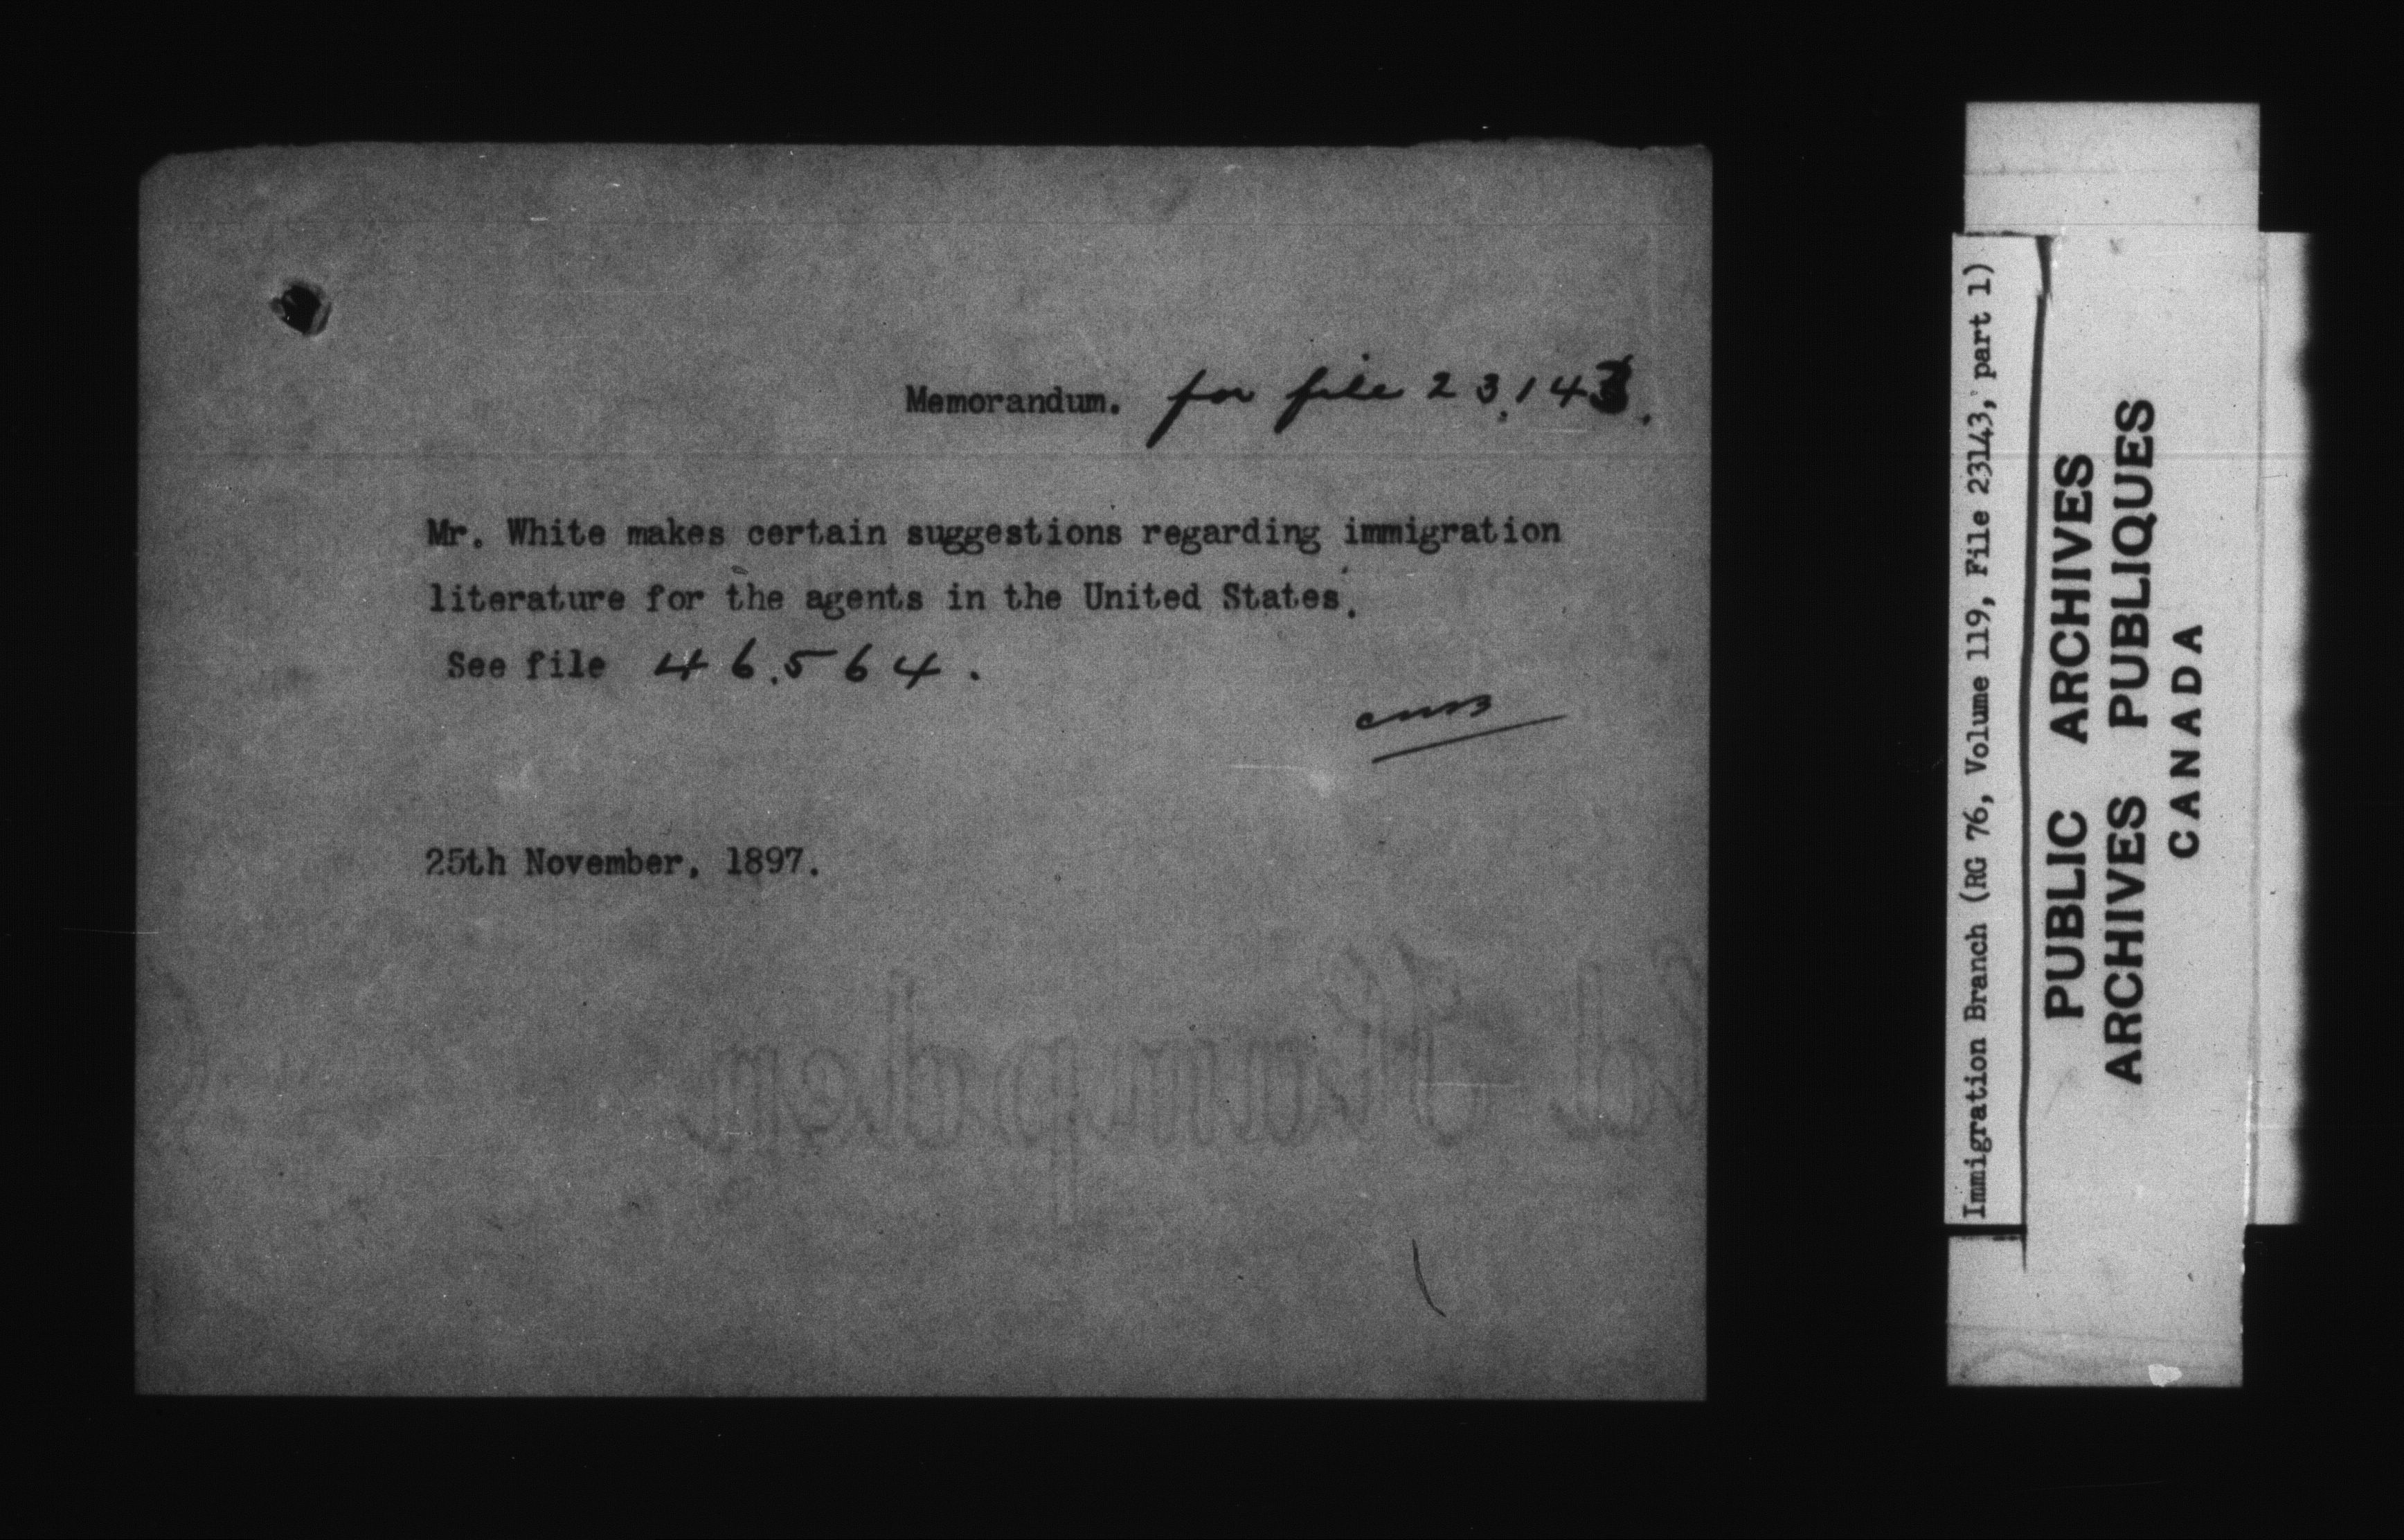 Memorandum. for file 23,143.
Mr. White makes certain suggestions regarding immigration
literature for the agents in the United States.
See file 46,564.
25th November, 1897.
Immigration Branch (RG 76, Volume 119, File 23143, part 1)
PUBLIC ARCHIVES
ARCHIVES PUBLIQUES
CANADA